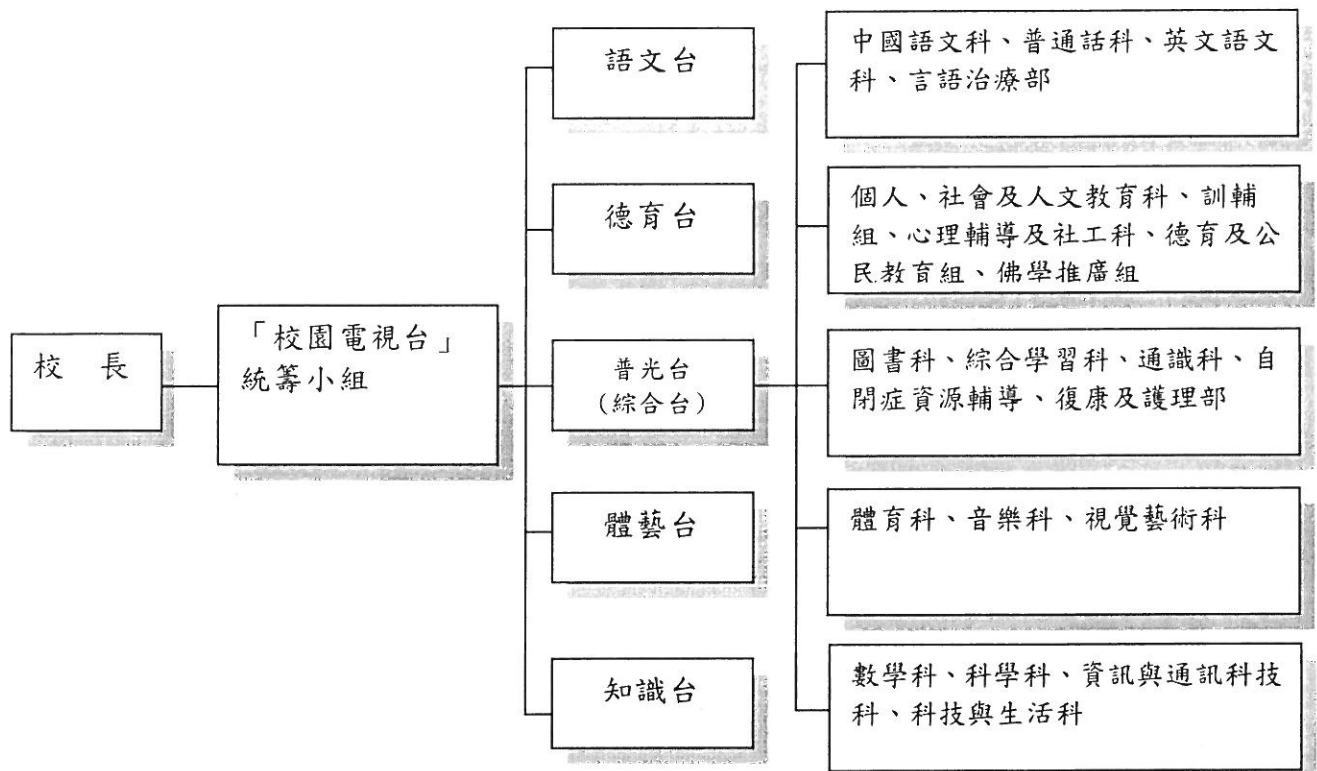 校　長
「校園電視台」
統籌小組
語文台
德育台
普光台
(綜合台)
體藝台
知識台
中國語文科、普通話科、英文語文
科、言語治療部
個人、社會及人文教育科、訓輔
組、心理輔導及社工科、德育及公
民教育組、佛學推廣組
圖書科、綜合學習科、通識科、自
閉症資源輔導、復康及護理部
體育科、音樂科、視覺藝術科
數學科、科學科、資訊與通訊科技
科、科技與生活科